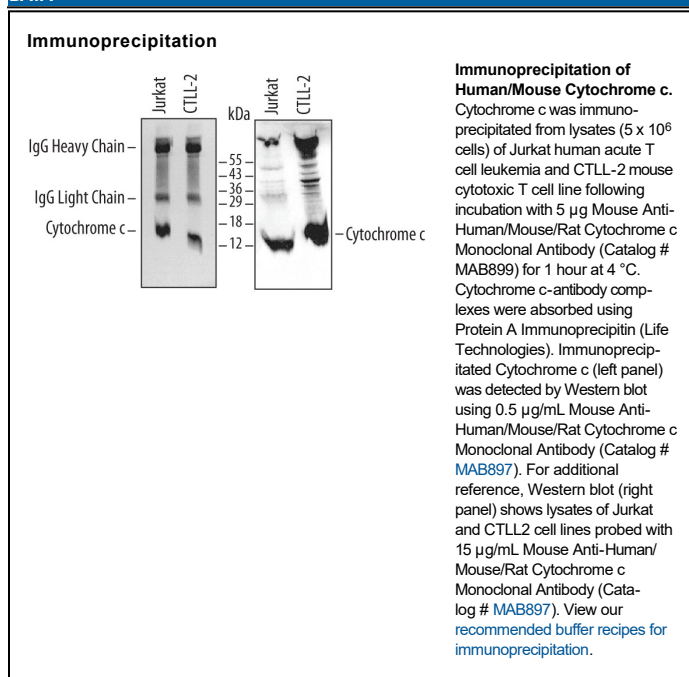 Immunoprecipitation
Jurkat
CTLL-2
kDa
Jurkat
CTLL-2
IgG Heavy Chain
IgG Light Chain
Cytochrome c
55
43
36
29
18
12
Cytochrome c
Immunoprecipitation of
Human/Mouse Cytochrome c.
Cytochrome c was immuno-
precipitated from lysates (5 x 10⁶
cells) of Jurkat human acute T
cell leukemia and CTLL-2 mouse
cytotoxic T cell line following
incubation with 5 µg Mouse Anti-
Human/Mouse/Rat Cytochrome c
Monoclonal Antibody (Catalog #
MAB899) for 1 hour at 4 °C.
Cytochrome c-antibody comp-
lexes were absorbed using
Protein A Immunoprecipitin (Life
Technologies). Immunoprecip-
itated Cytochrome c (left panel)
was detected by Western blot
using 0.5 µg/mL Mouse Anti-
Human/Mouse/Rat Cytochrome c
Monoclonal Antibody (Catalog #
MAB897). For additional
reference, Western blot (right
panel) shows lysates of Jurkat
and CTLL2 cell lines probed with
15 µg/mL Mouse Anti-Human/
Mouse/Rat Cytochrome c
Monoclonal Antibody (Cata-
log # MAB897). View our
recommended buffer recipes for
immunoprecipitation.